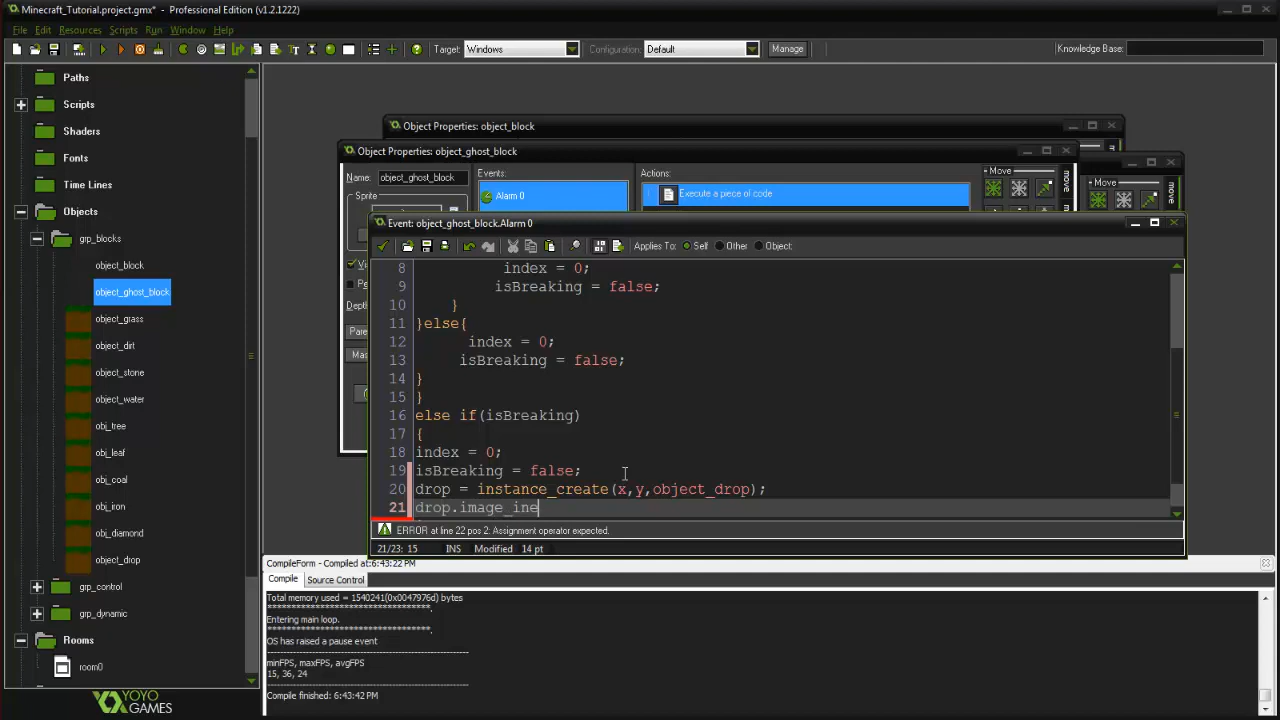 Minecraft_Tutorial.project.gmx* - Professional Edition (v1.2.1222)
File Edit Resources Scripts Run Window Help
Target: Windows Configuration: Default Manage Knowledge Base:
Paths
Scripts
Shaders
Fonts
Time Lines
Objects
grp_blocks
object_block
object_ghost_block
object_grass
object_dirt
object_stone
object_water
obj_tree
obj_leaf
obj_coal
obj_iron
obj_diamond
object_drop
grp_control
grp_dynamic
Rooms
room0
YOYO
GAMES
Object Properties: object_block
Object Properties: object_ghost_block
Name: object_ghost_block
Sprite
Events:
Alarm 0
Actions:
Execute a piece of code
Move
move
Move
move
Event: object_ghost_block.Alarm 0
Applies To: Self Other Object:
8 index = 0;
9 isBreaking = false;
10 }
11 }else{
12 index = 0;
13 isBreaking = false;
14 }
15 }
16 else if(isBreaking)
17 {
18 index = 0;
19 isBreaking = false;
20 drop = instance_create(x,y,object_drop);
21 drop.image_ine
ERROR at line 22 pos 2: Assignment operator expected.
21/23: 15 INS Modified 14 pt
CompileForm - Compiled at:6:43:22 PM
Compile Source Control
Total memory used = 1540241(0x0047976d) bytes
**********************************.
Entering main loop.
**********************************.
OS has raised a pause event
--------------------------------------------------------
minFPS, maxFPS, avgFPS
15, 36, 24
--------------------------------------------------------
Compile finished: 6:43:42 PM